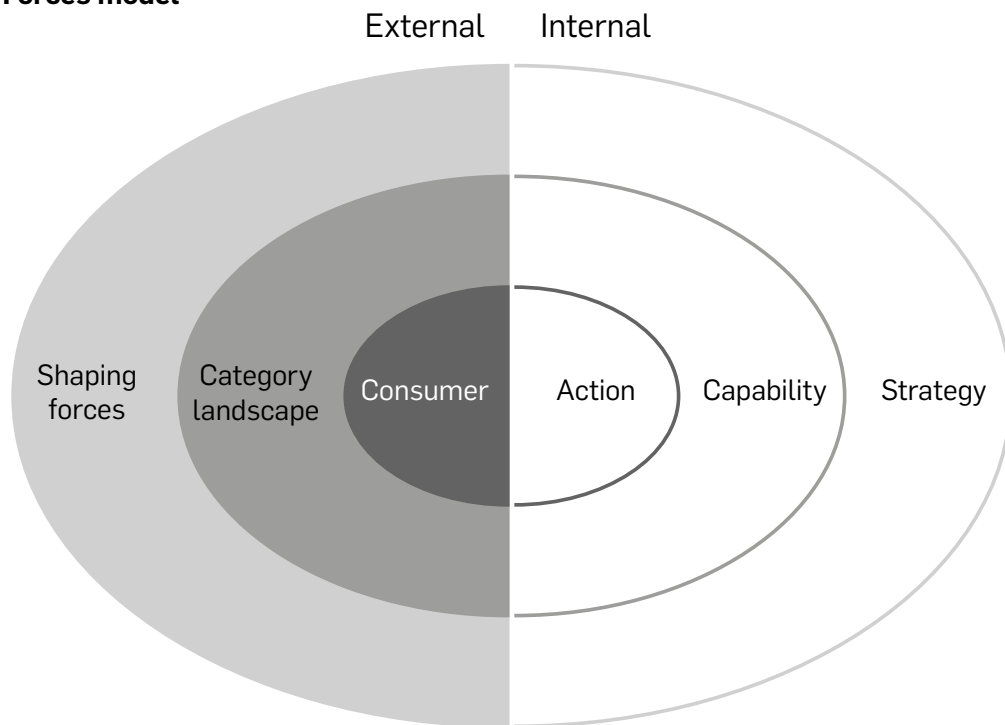 Forces model
External Internal
Shaping
forces
Category
landscape
Consumer
Action
Capability
Strategy